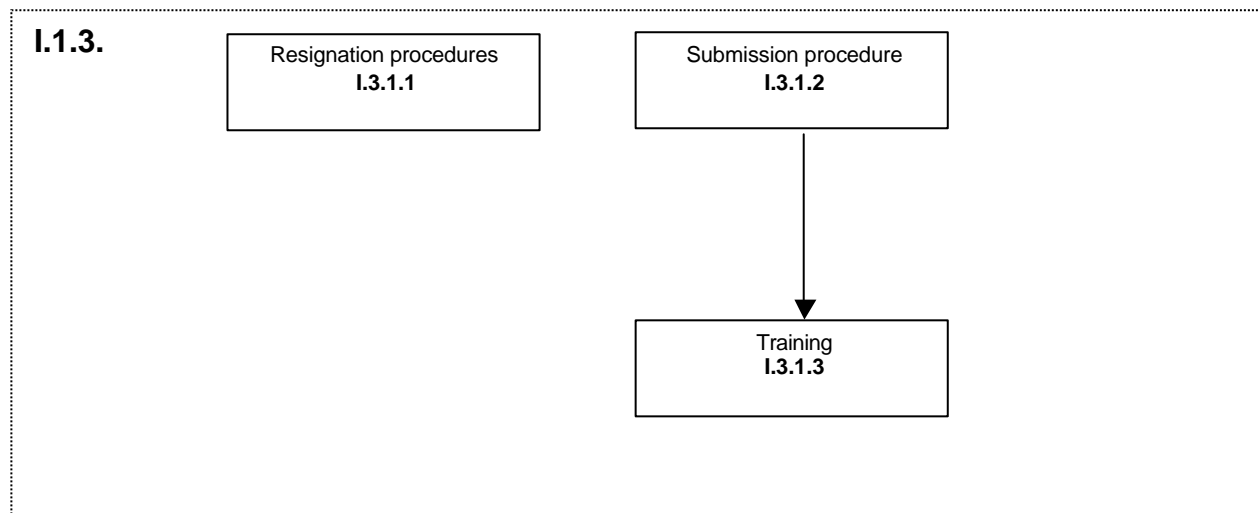 I.1.3.
Resignation procedures
I.3.1.1
Submission procedure
I.3.1.2
Training
I.3.1.3